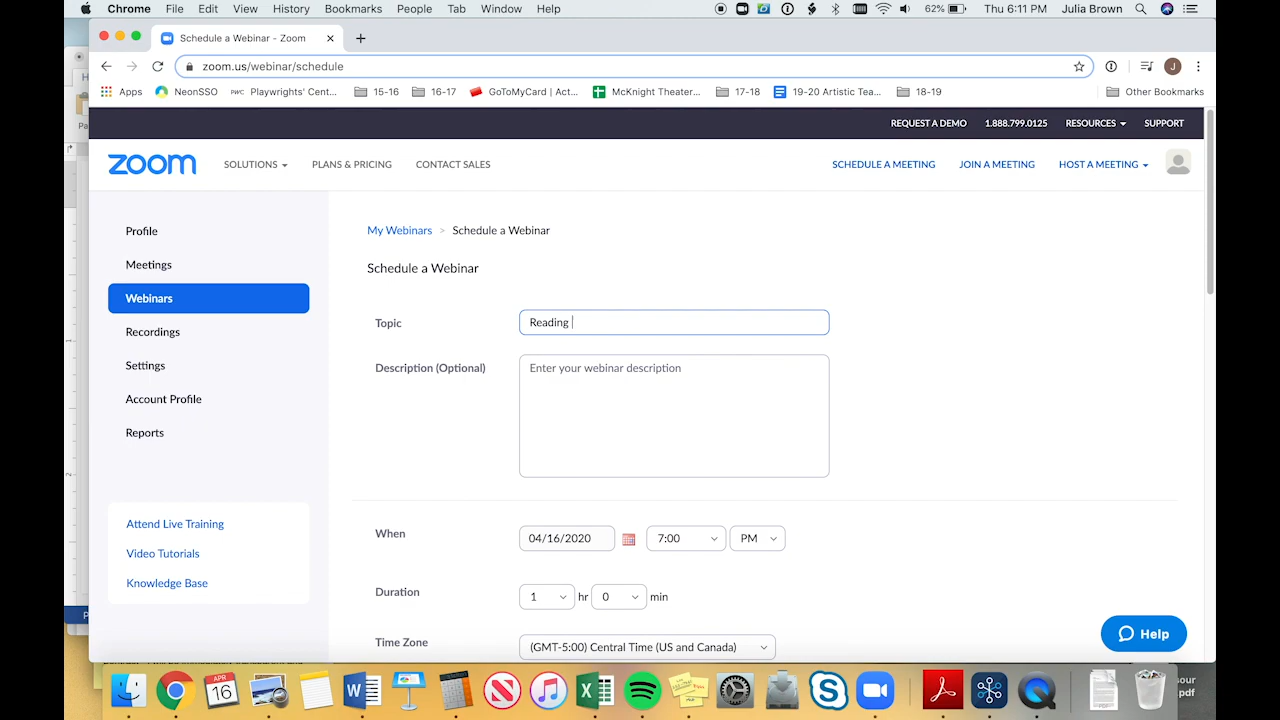 Chrome File Edit View History Bookmarks People Tab Window Help 62% Thu 6:11 PM Julia Brown
Schedule a Webinar - Zoom
zoom.us/webinar/schedule J
Apps NeonSSO PWC Playwrights' Cent... 15-16 16-17 GoToMyCard | Act... McKnight Theater... 17-18 19-20 Artistic Tea... 18-19 Other Bookmarks
REQUEST A DEMO 1.888.799.0125 RESOURCES SUPPORT
zoom SOLUTIONS PLANS & PRICING CONTACT SALES SCHEDULE A MEETING JOIN A MEETING HOST A MEETING
Profile
Meetings
Webinars
Recordings
Settings
Account Profile
Reports
Attend Live Training
Video Tutorials
Knowledge Base
My Webinars > Schedule a Webinar
Schedule a Webinar
Topic Reading
Description (Optional) Enter your webinar description
When 04/16/2020 7:00 PM
Duration 1 hr 0 min
Time Zone (GMT-5:00) Central Time (US and Canada)
Help
APR
16
our
pdf